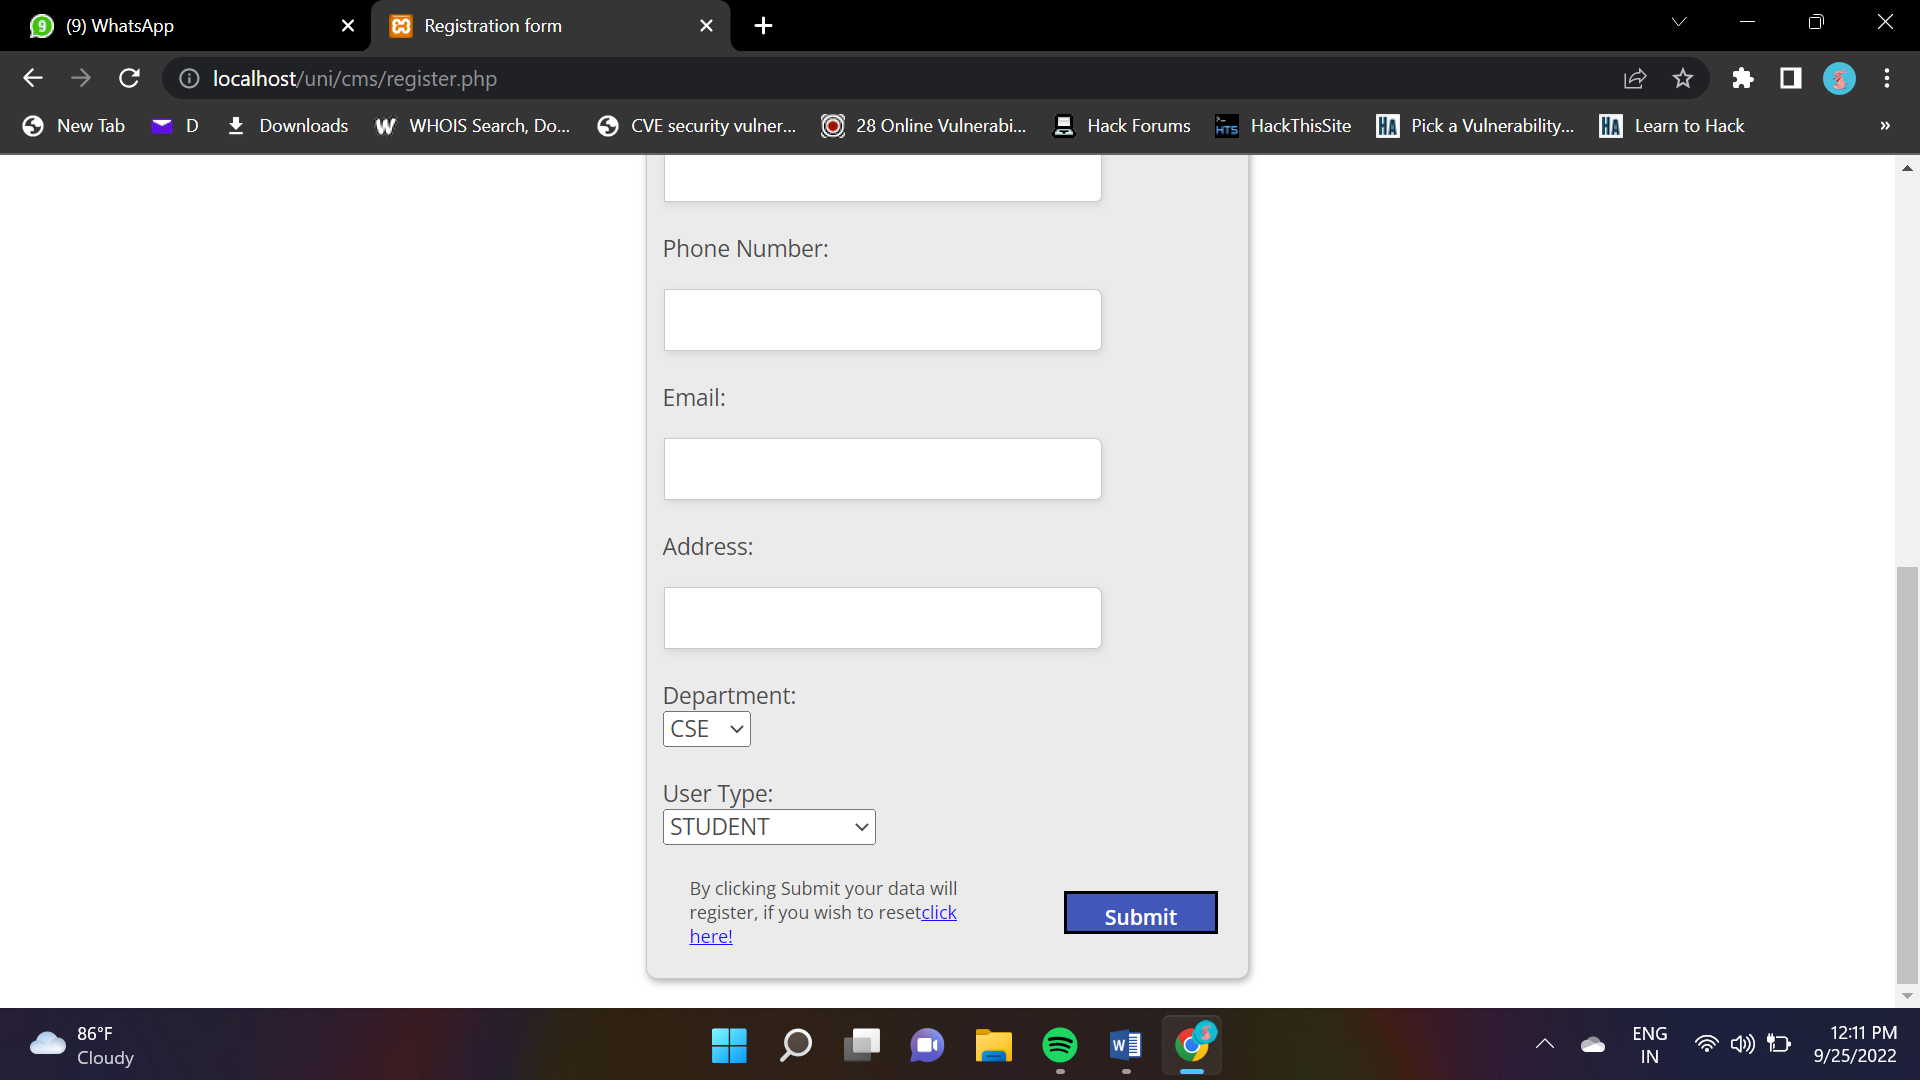 (9) WhatsApp
Registration form
localhost/uni/cms/register.php
New Tab
D
Downloads
WHOIS Search, Do...
CVE security vulner...
28 Online Vulnerabi...
Hack Forums
HTS
HackThisSite
HA
Pick a Vulnerability...
HA
Learn to Hack
»
Phone Number:
Email:
Address:
Department:
CSE
User Type:
STUDENT
By clicking Submit your data will
register, if you wish to resetclick
here!
Submit
86°F
Cloudy
ENG
IN
12:11 PM
9/25/2022